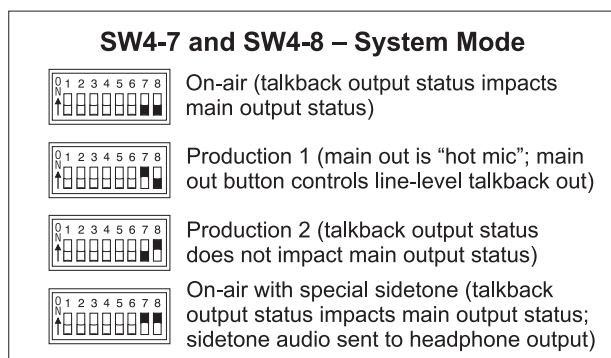 SW4-7 and SW4-8 – System Mode
O
N 1 2 3 4 5 6 7 8
On-air (talkback output status impacts
main output status)
O
N 1 2 3 4 5 6 7 8
Production 1 (main out is “hot mic”; main
out button controls line-level talkback out)
O
N 1 2 3 4 5 6 7 8
Production 2 (talkback output status
does not impact main output status)
O
N 1 2 3 4 5 6 7 8
On-air with special sidetone (talkback
output status impacts main output status;
sidetone audio sent to headphone output)